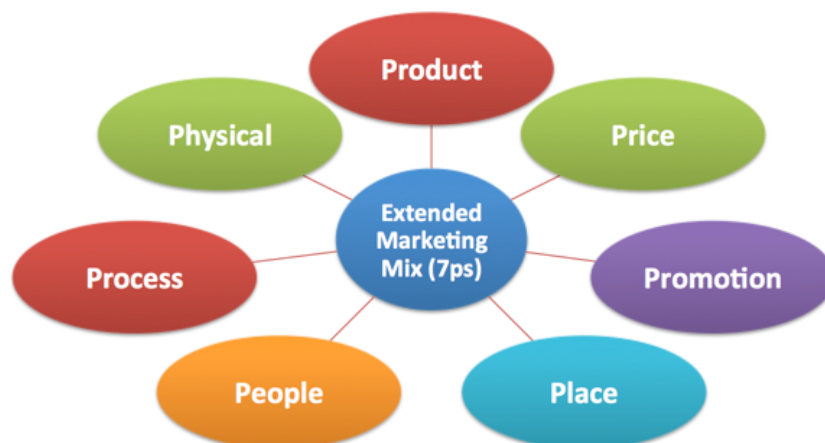 Product
Physical
Price
Extended
Marketing
Mix (7ps)
Process
Promotion
People
Place